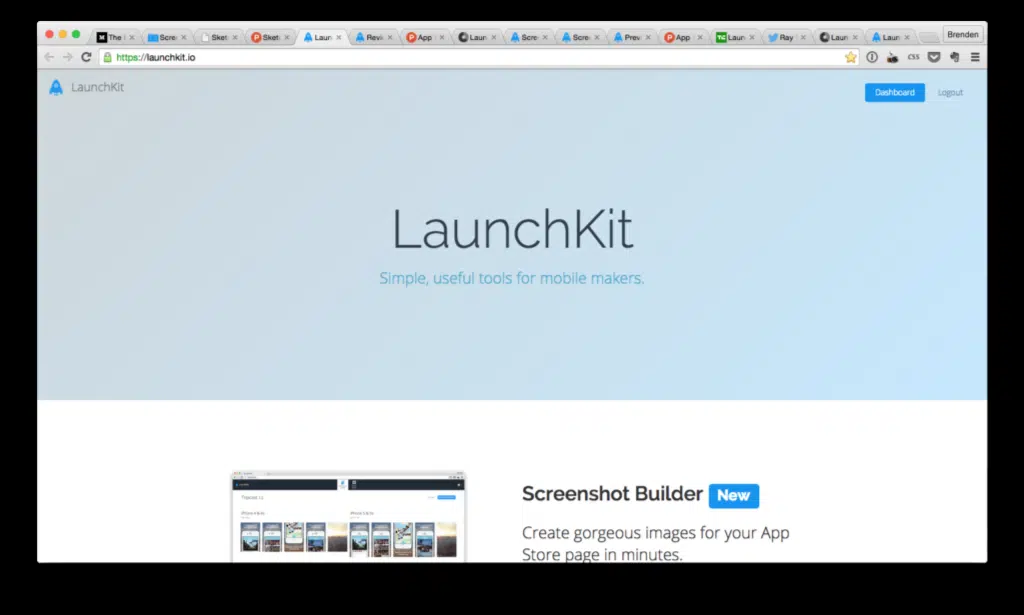 The
Scre
Sket
Sket
Laun
Revi
App
Laun
Scre
Scre
Prev
App
Laun
Ray
Laun
Laun
Brenden
https://launchkit.io
CSS
LaunchKit
Dashboard
Logout
LaunchKit
Simple, useful tools for mobile makers.
Screenshot Builder New
Create gorgeous images for your App
Store page in minutes.